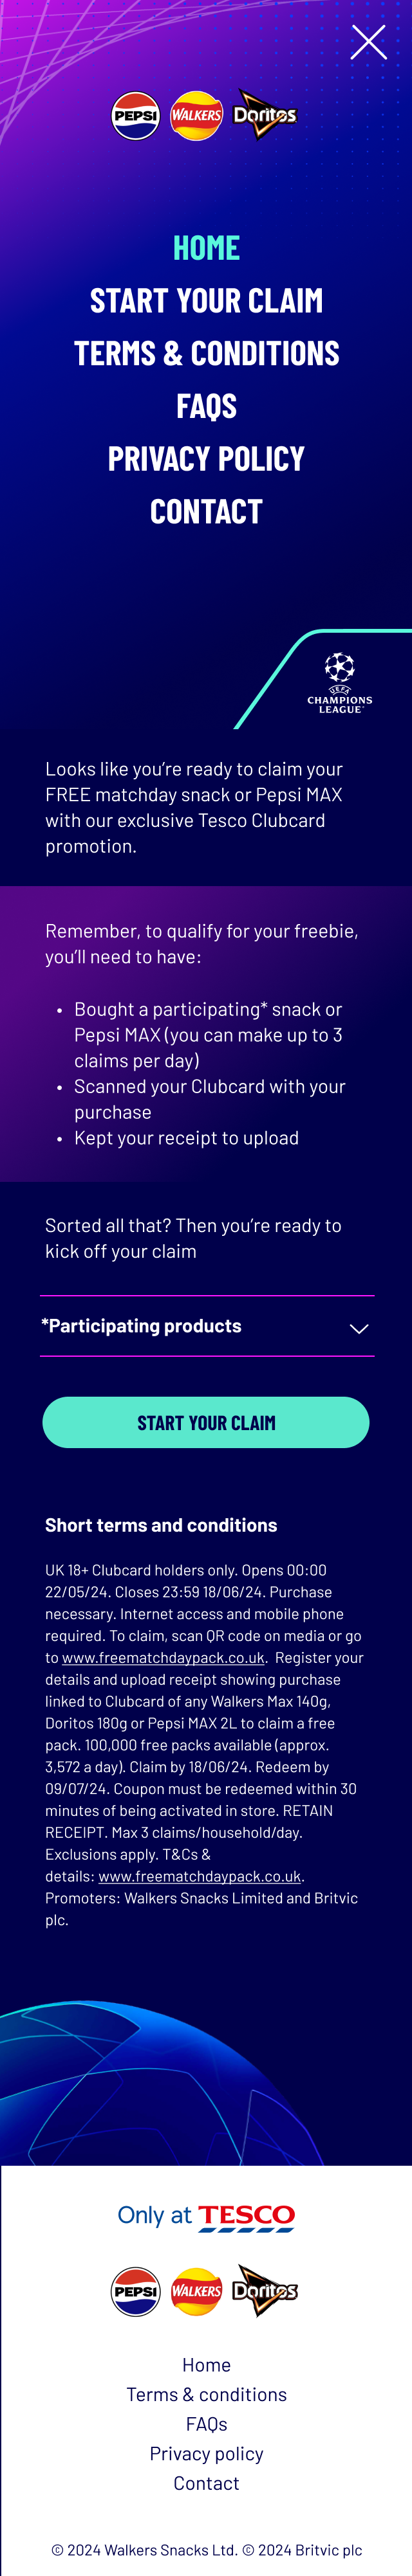 PEPSI WALKERS Doritos
HOME
START YOUR CLAIM
TERMS & CONDITIONS
FAQS
PRIVACY POLICY
CONTACT
UEFA
CHAMPIONS
LEAGUE
Looks like you’re ready to claim your
FREE matchday snack or Pepsi MAX
with our exclusive Tesco Clubcard
promotion.
Remember, to qualify for your freebie,
you’ll need to have:
• Bought a participating* snack or
Pepsi MAX (you can make up to 3
claims per day)
• Scanned your Clubcard with your
purchase
• Kept your receipt to upload
Sorted all that? Then you’re ready to
kick off your claim
*Participating products
START YOUR CLAIM
Short terms and conditions
UK 18+ Clubcard holders only. Opens 00:00
22/05/24. Closes 23:59 18/06/24. Purchase
necessary. Internet access and mobile phone
required. To claim, scan QR code on media or go
to www.freematchdaypack.co.uk. Register your
details and upload receipt showing purchase
linked to Clubcard of any Walkers Max 140g,
Doritos 180g or Pepsi MAX 2L to claim a free
pack. 100,000 free packs available (approx.
3,572 a day). Claim by 18/06/24. Redeem by
09/07/24. Coupon must be redeemed within 30
minutes of being activated in store. RETAIN
RECEIPT. Max 3 claims/household/day.
Exclusions apply. T&Cs &
details: www.freematchdaypack.co.uk.
Promoters: Walkers Snacks Limited and Britvic
plc.
Only at TESCO
PEPSI WALKERS Doritos
Home
Terms & conditions
FAQs
Privacy policy
Contact
© 2024 Walkers Snacks Ltd. © 2024 Britvic plc